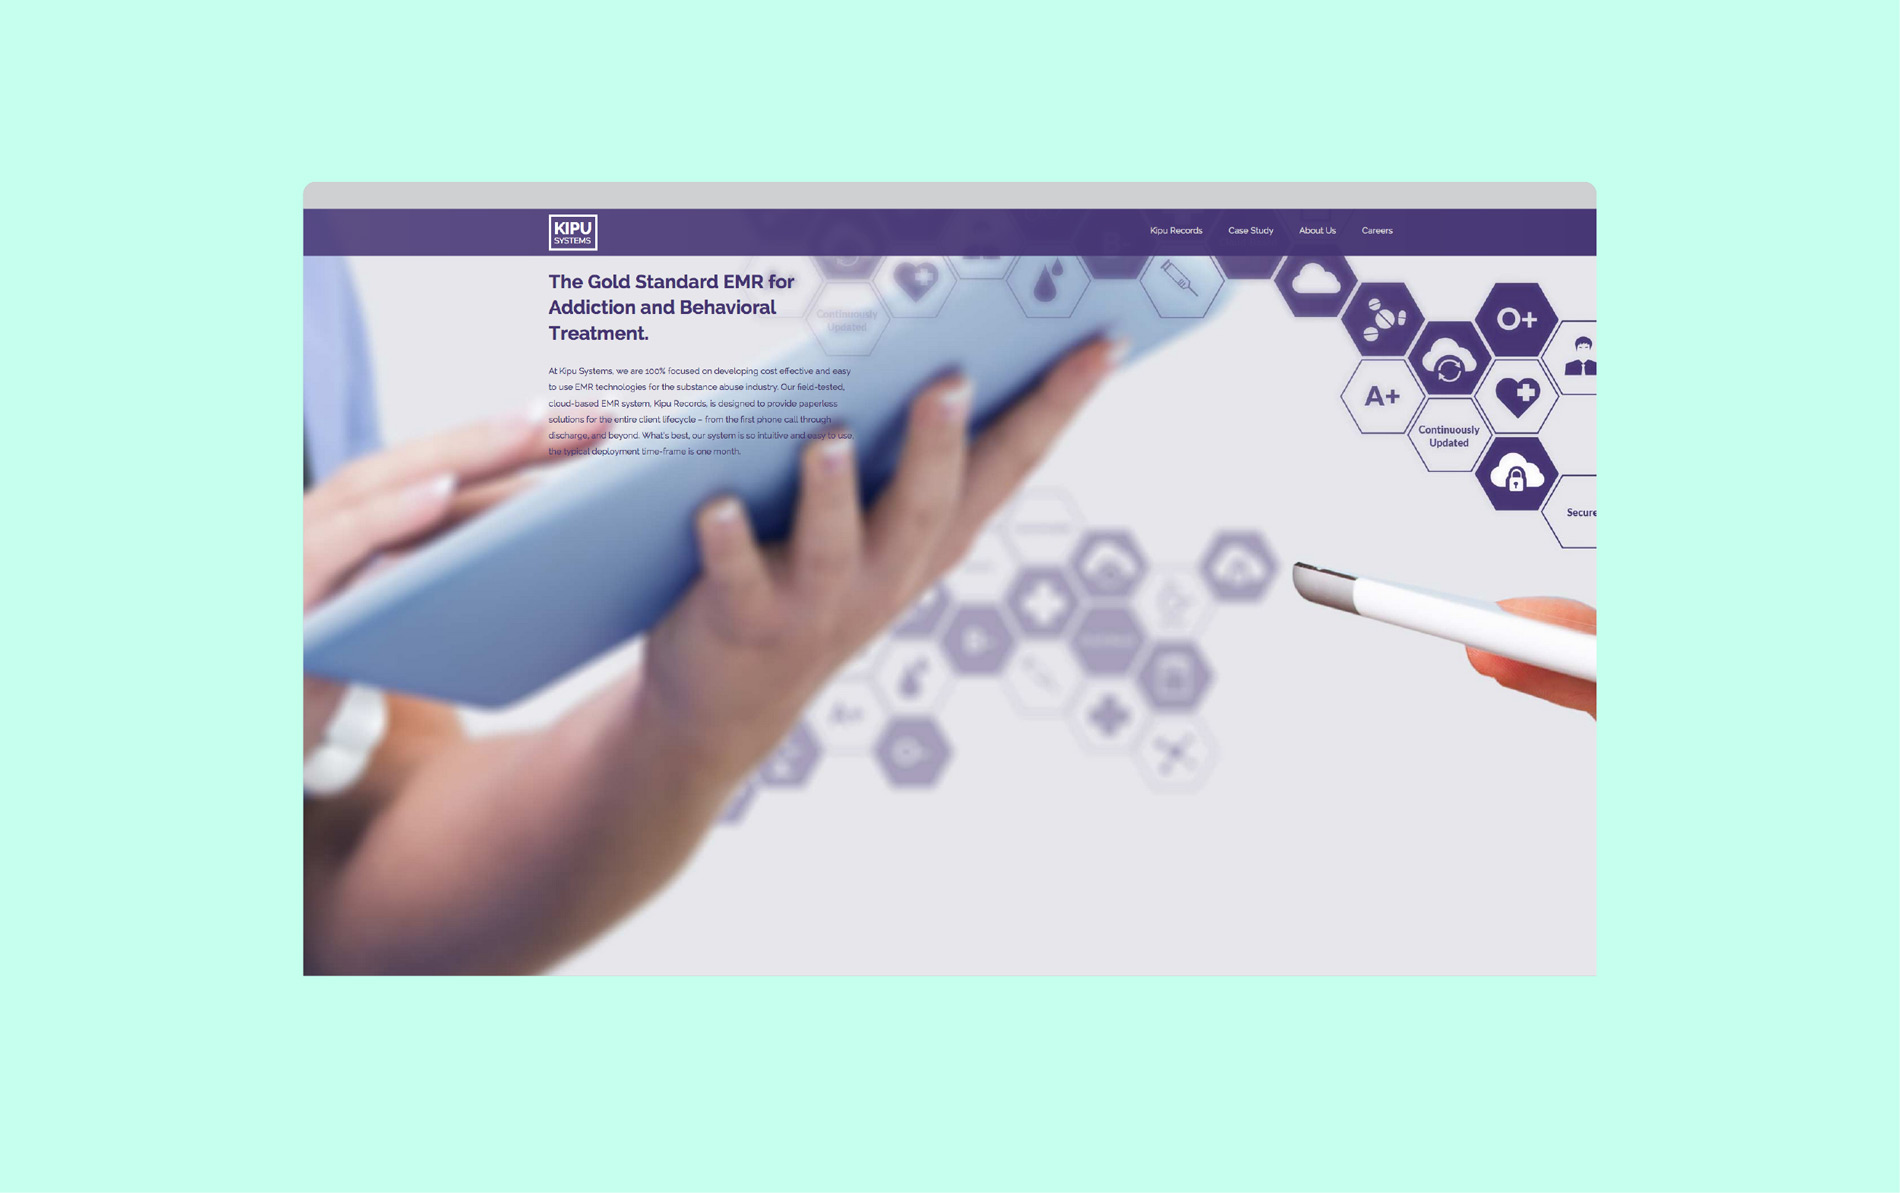 KIPU
SYSTEMS
Kipu Records
Case Study
About Us
Careers
The Gold Standard EMR for
Addiction and Behavioral
Treatment.
At Kipu Systems, we are 100% focused on developing cost effective and easy
to use EMR technologies for the substance abuse industry. Our field-tested,
cloud-based EMR system, Kipu Records, is designed to provide paperless
solutions for the entire client lifecycle – from the first phone call through
discharge, and beyond. What's best, our system is so intuitive and easy to use,
the typical deployment time-frame is one month.
Continuously
Updated
O+
A+
Continuously
Updated
Secure
A+